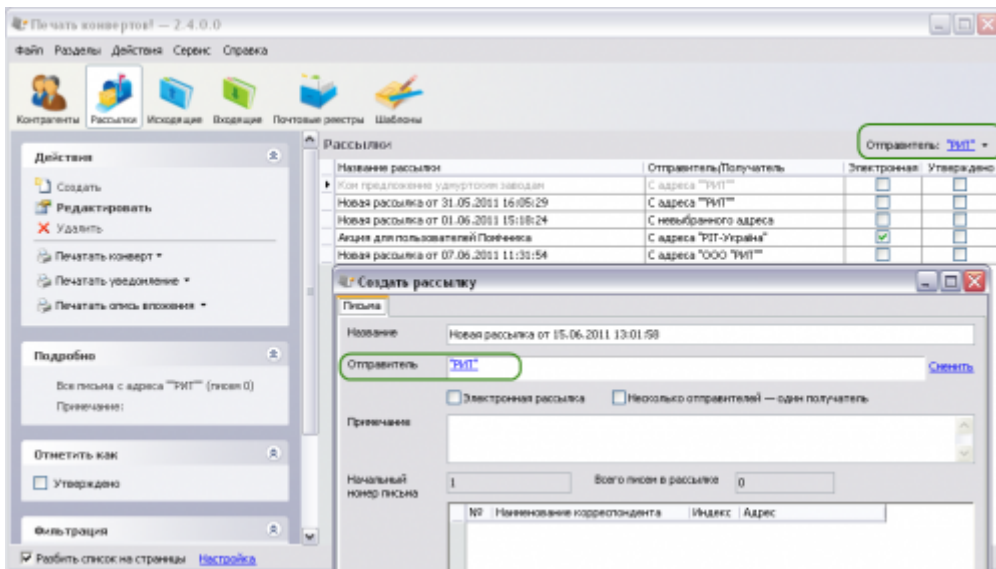 Печать конвертов! — 2.4.0.0
Файл Разделы Действия Сервис Справка
Контрагенты Рассылки Исходящие Входящие Почтовые реестры Шаблоны
Действия
Создать
Редактировать
Удалить
Печатать конверт
Печатать уведомление
Печатать опись вложения
Подробно
Все письма с адреса ""РИТ"" (писем 0)
Примечание:
Отметить как
Утверждено
Фильтрация
Разбить список на страницы Настройка
Рассылки Отправитель: "РИТ"
Название рассылки Отправитель/Получатель Электронная Утверждено
Ком предложение удмуртским заводам С адреса ""РИТ""
Новая рассылка от 31.05.2011 16:05:29 С адреса ""РИТ""
Новая рассылка от 01.06.2011 15:18:24 С невыбранного адреса
Акция для пользователей Помічника С адреса "РІТ-Україна"
Новая рассылка от 07.06.2011 11:31:54 С адреса "ООО "РИТ""
Создать рассылку
Письма
Название Новая рассылка от 15.06.2011 13:01:58
Отправитель "РИТ" Сменить
Электронная рассылка Несколько отправителей — один получатель
Примечание
Начальный номер письма 1 Всего писем в рассылке 0
№ Наименование корреспондента Индекс Адрес